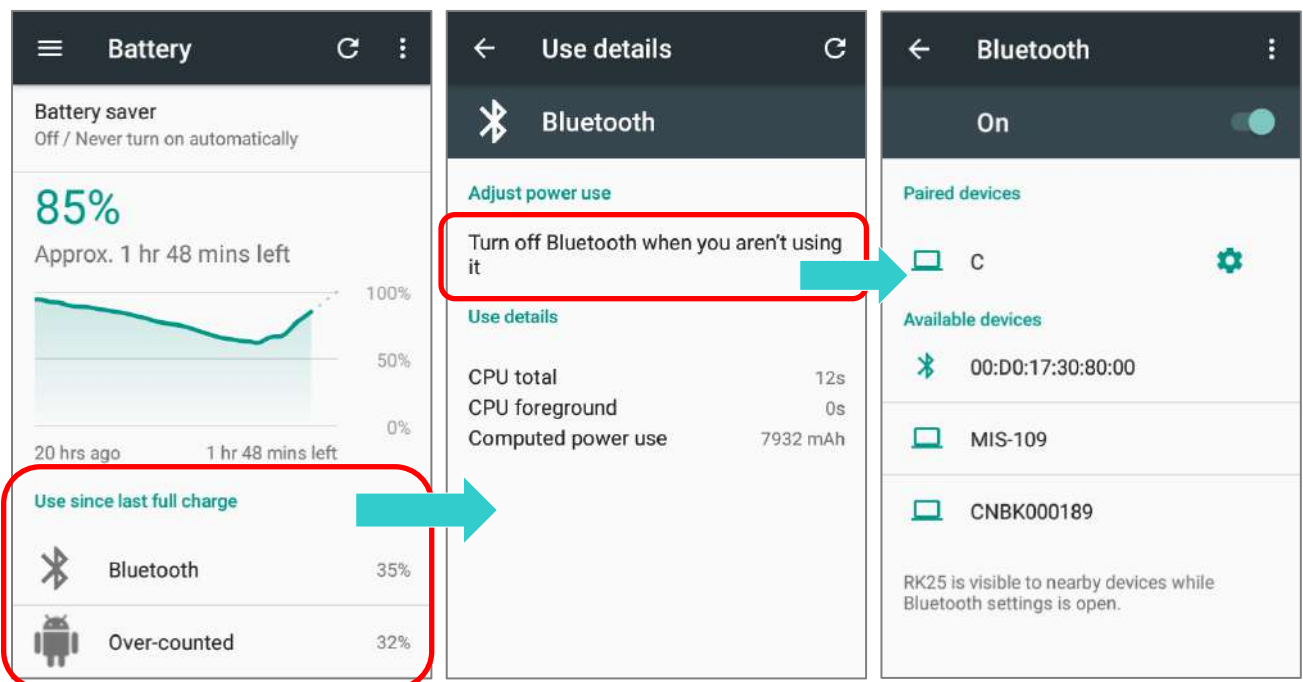 Battery
Battery saver
Off / Never turn on automatically
85%
Approx. 1 hr 48 mins left
100%
50%
0%
20 hrs ago 1 hr 48 mins left
Use since last full charge
Bluetooth 35%
Over-counted 32%
Use details
Bluetooth
Adjust power use
Turn off Bluetooth when you aren't using
it
Use details
CPU total 12s
CPU foreground 0s
Computed power use 7932 mAh
Bluetooth
On
Paired devices
C
Available devices
00:D0:17:30:80:00
MIS-109
CNBK000189
RK25 is visible to nearby devices while
Bluetooth settings is open.